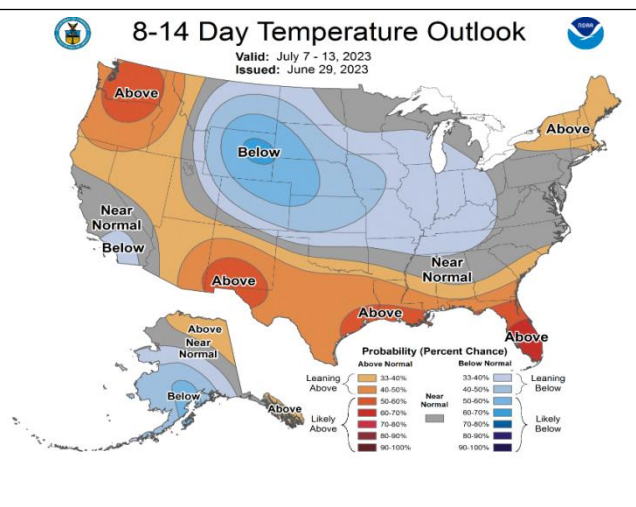 8-14 Day Temperature Outlook
NOAA
Valid: July 7 - 13, 2023
Issued: June 29, 2023
Above
Above
Below
Near
Normal
Below
Near
Normal
Above
Above
Above
Above
Near
Normal
Below
Above
Probability (Percent Chance)
Above Normal
Below Normal
Leaning
Above
33-40%
40-50%
50-60%
60-70%
70-80%
80-90%
90-100%
Likely
Above
Near
Normal
33-40%
40-50%
50-60%
60-70%
70-80%
80-90%
90-100%
Leaning
Below
Likely
Below